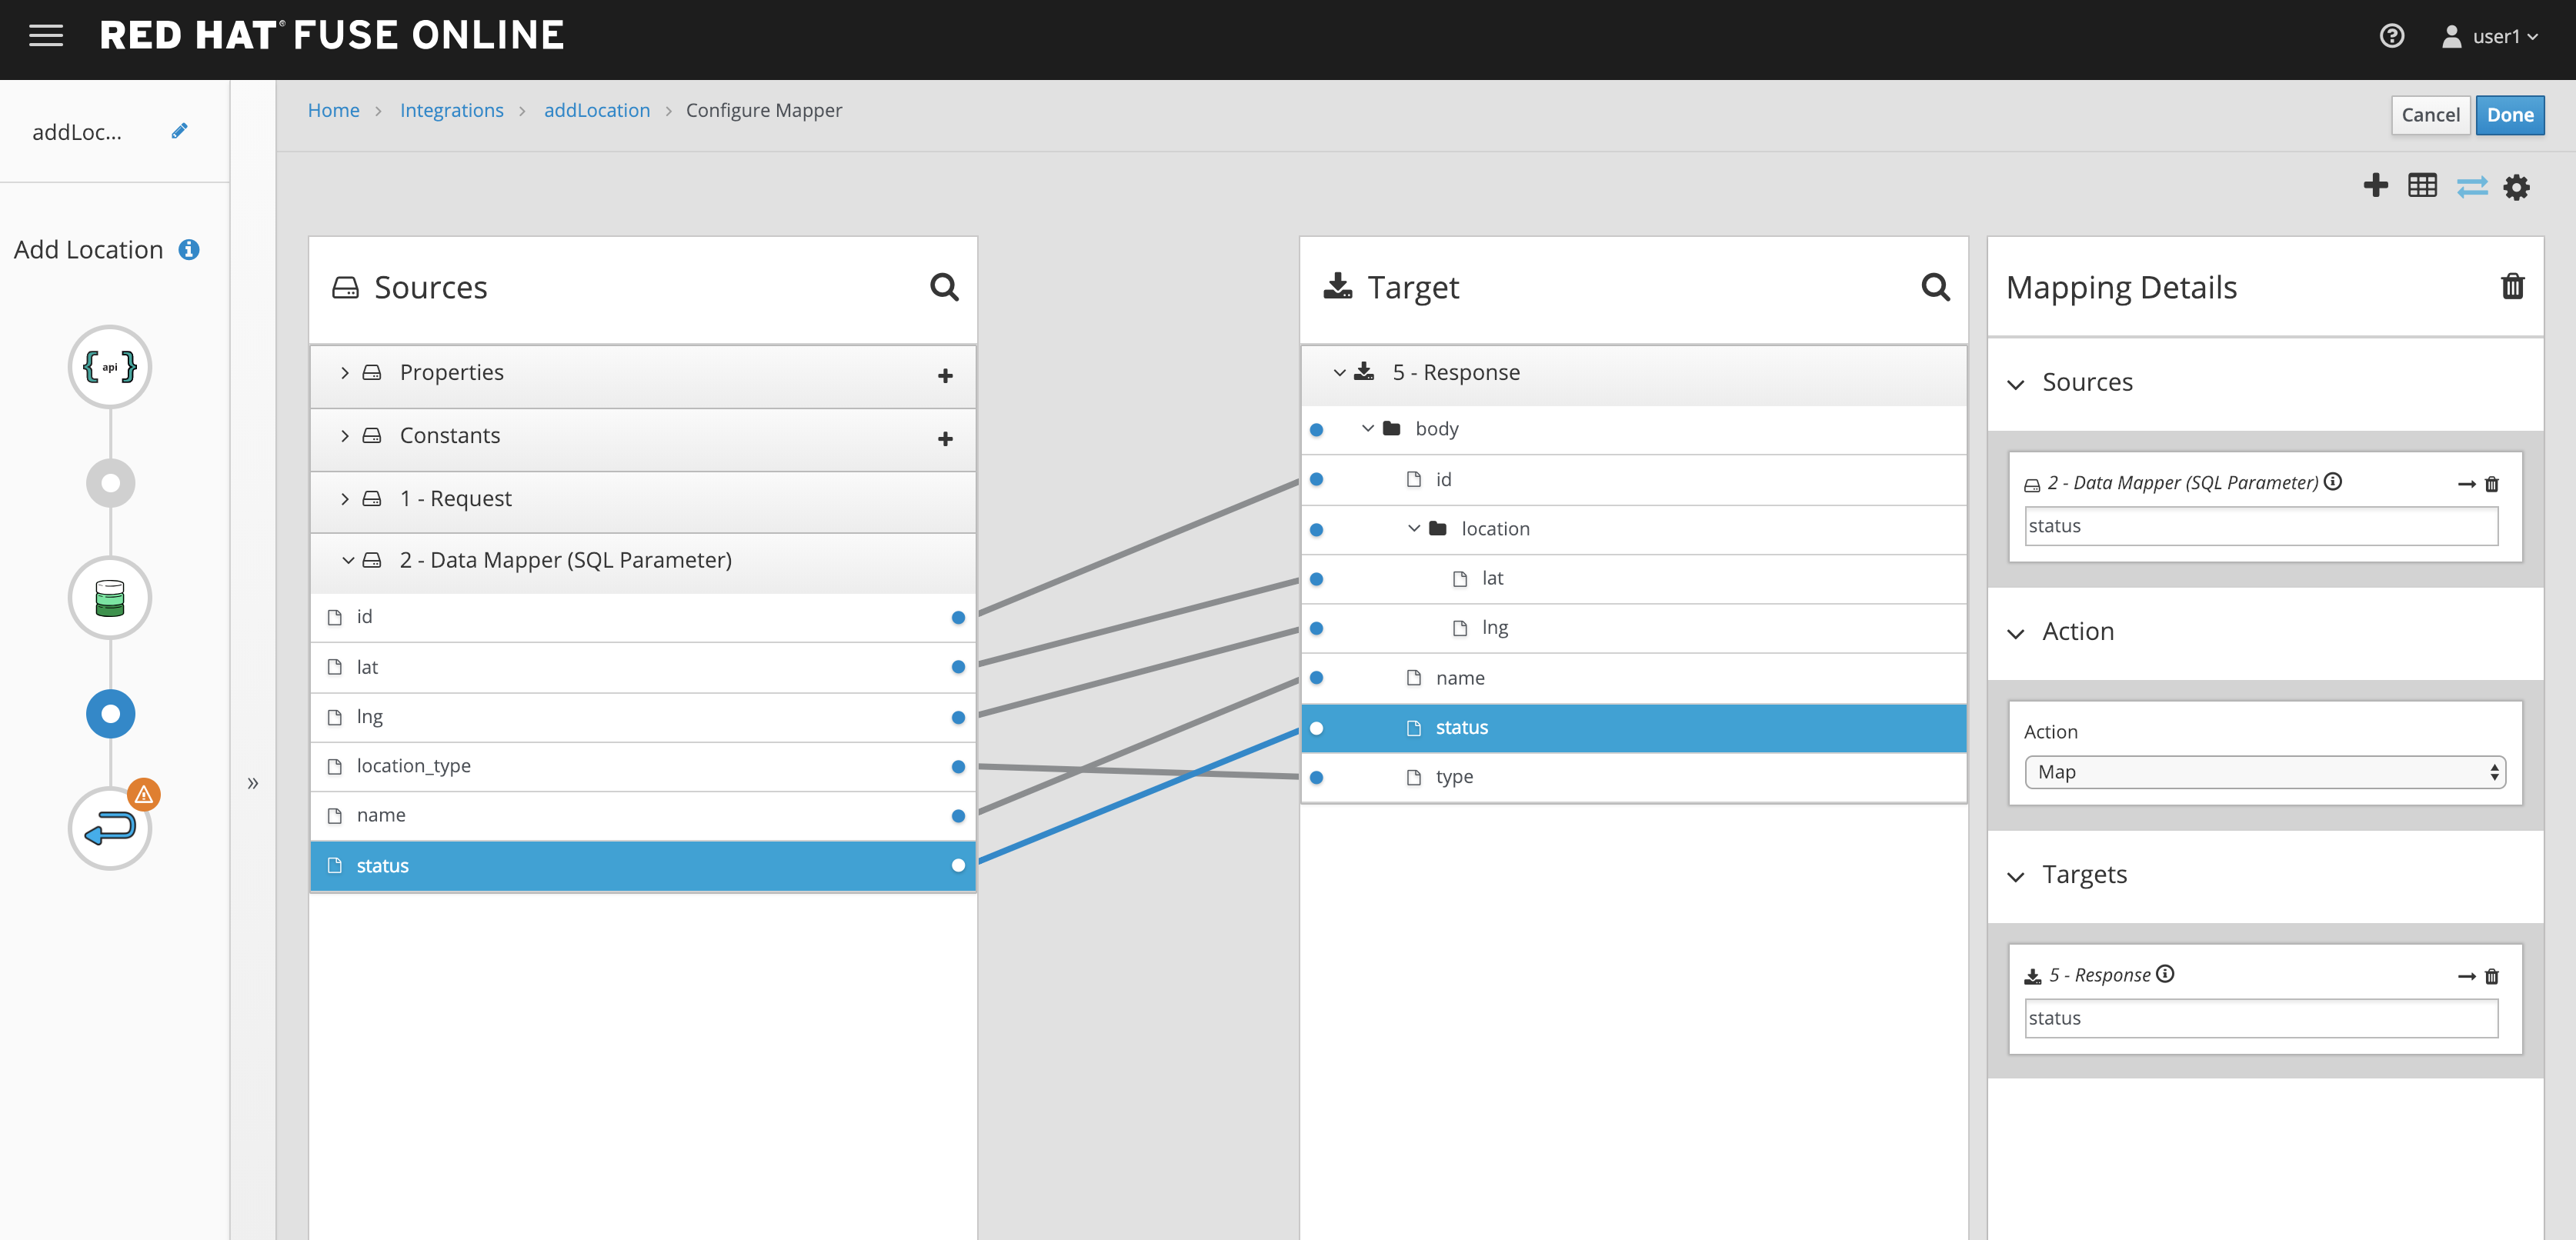 RED HAT® FUSE ONLINE
user1
addLoc...
Home > Integrations > addLocation > Configure Mapper
Cancel
Done
Add Location
{api}
Sources
Properties
Constants
1 - Request
2 - Data Mapper (SQL Parameter)
id
lat
lng
location_type
name
status
»
Target
5 - Response
body
id
location
lat
lng
name
status
type
Mapping Details
Sources
2 - Data Mapper (SQL Parameter)
status
Action
Action
Map
Targets
5 - Response
status